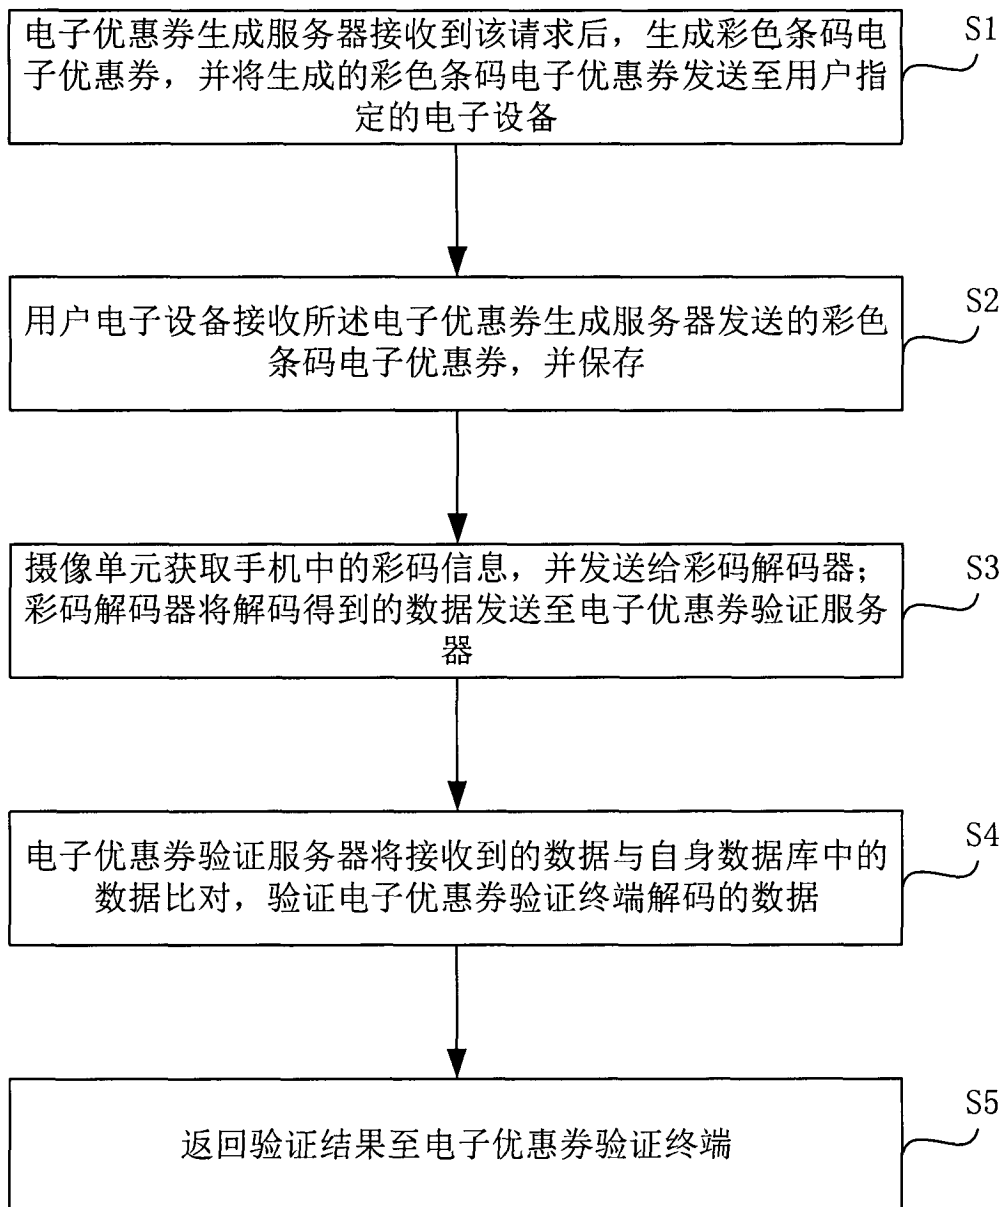 电子优惠券生成服务器接收到该请求后，生成彩色条码电
子优惠券，并将生成的彩色条码电子优惠券发送至用户指
定的电子设备
S1
用户电子设备接收所述电子优惠券生成服务器发送的彩色
条码电子优惠券，并保存
S2
摄像单元获取手机中的彩码信息，并发送给彩码解码器；
彩码解码器将解码得到的数据发送至电子优惠券验证服务
器
S3
电子优惠券验证服务器将接收到的数据与自身数据库中的
数据比对，验证电子优惠券验证终端解码的数据
S4
返回验证结果至电子优惠券验证终端
S5